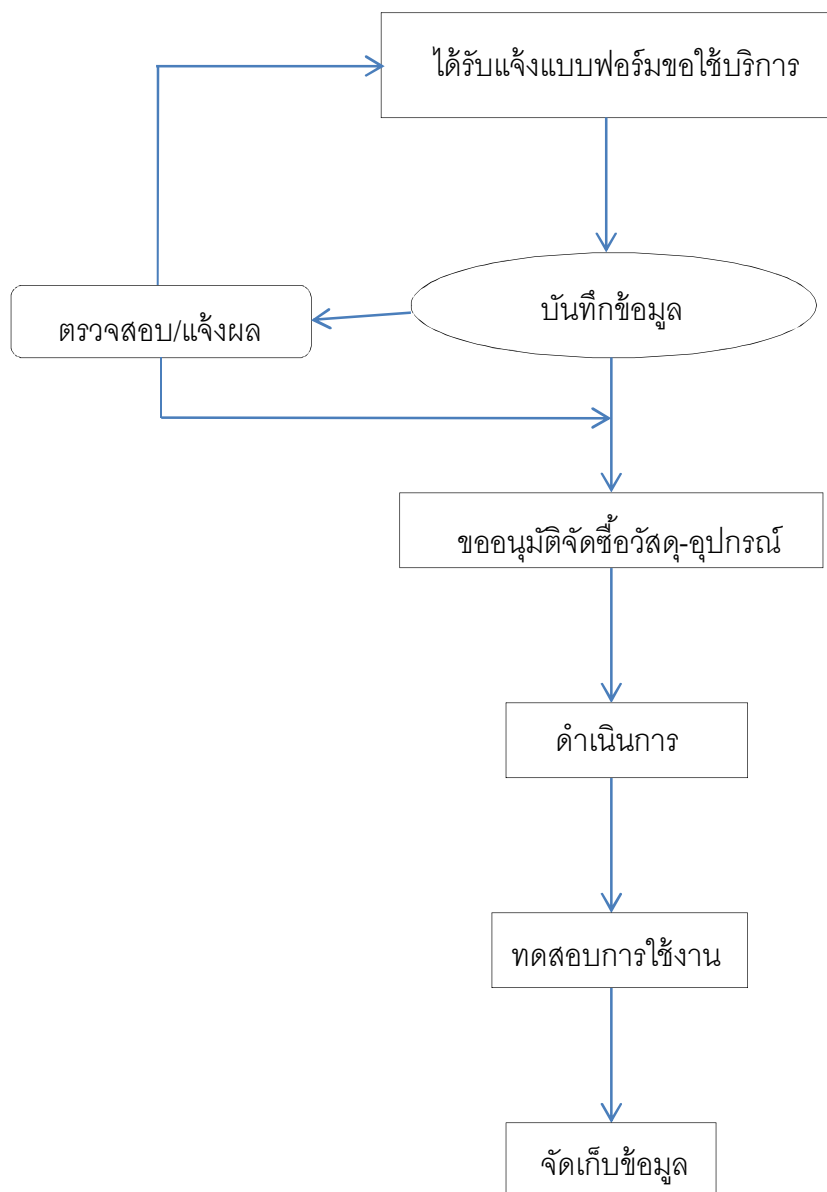 ได้รับแจ้งแบบฟอร์มขอใช้บริการ
บันทึกข้อมูล
ตรวจสอบ/แจ้งผล
ขออนุมัติจัดซื้อวัสดุ-อุปกรณ์
ดำเนินการ
ทดสอบการใช้งาน
จัดเก็บข้อมูล